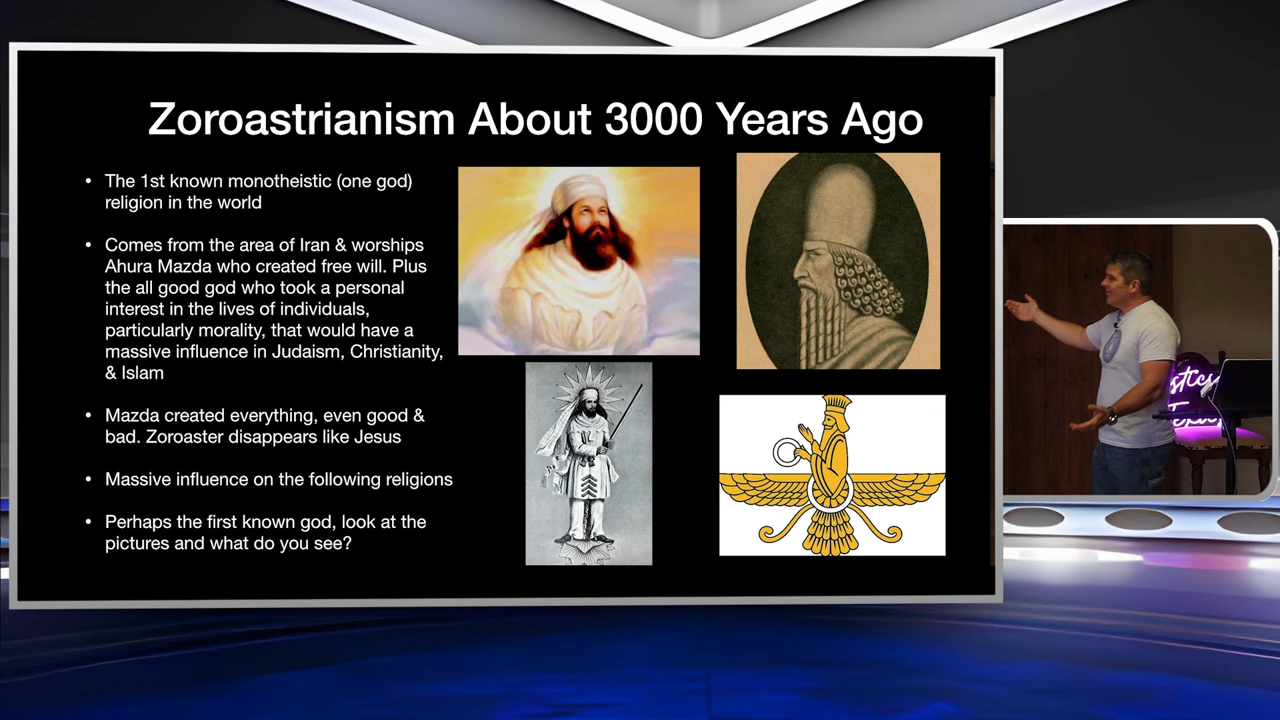 Zoroastrianism About 3000 Years Ago
• The 1st known monotheistic (one god)
religion in the world
• Comes from the area of Iran & worships
Ahura Mazda who created free will. Plus
the all good god who took a personal
interest in the lives of individuals,
particularly morality, that would have a
massive influence in Judaism, Christianity,
& Islam
• Mazda created everything, even good &
bad. Zoroaster disappears like Jesus
• Massive influence on the following religions
• Perhaps the first known god, look at the
pictures and what do you see?